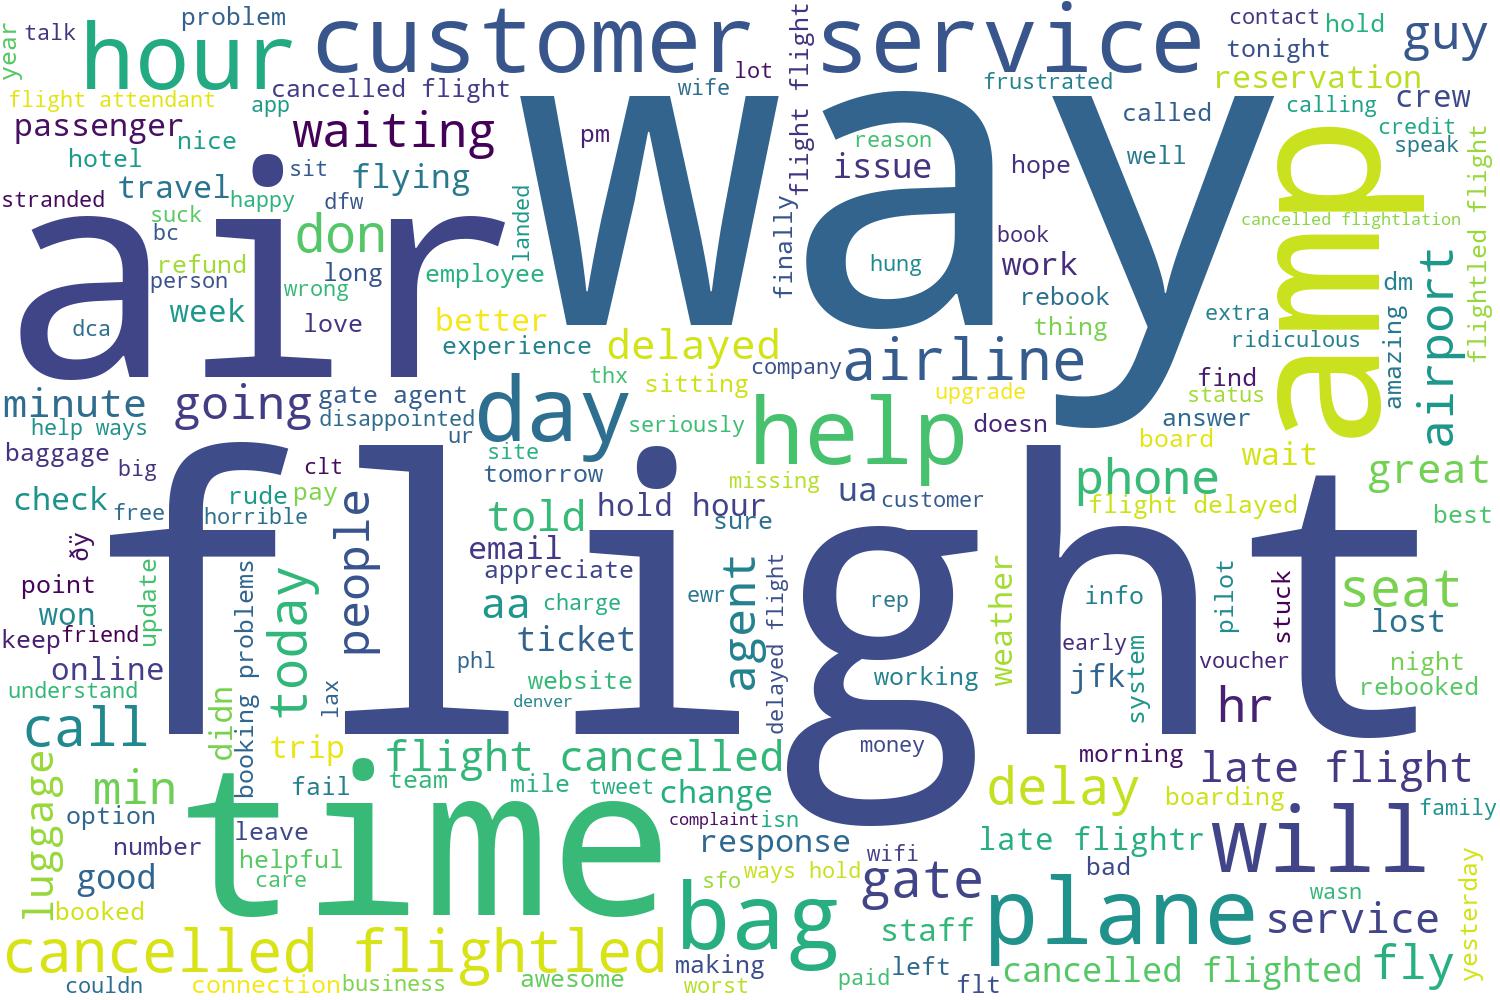 year
talk
problem
hour
customer service
flight flight
contact
hold
guy
tonight
lot
wife
frustrated
reservation
flight attendant
app
cancelled flight
called
calling
crew
passenger
waiting
pm
reason
credit
nice
speak
hotel
sit
flying
way
issue
hope
well
amp
flightled flight
stranded
travel
happy
dfw
landed
finally
suck
air
bc
don
book
cancelled flightlation
refund
person
long
employee
hung
work
airport
wrong
week
rebook
dm
dca
love
better
thing
extra
amazing
experience
delayed
airline
ridiculous
company
thx
sitting
find
status
minute
going
gate agent
day
upgrade
help ways
disappointed
seriously
help
doesn
answer
ur
baggage
site
board
wait
big
clt
tomorrow
missing
phone
great
check
rude
pay
hold hour
ua
customer
flight delayed
free
horrible
people
told
sure
best
ðÿ
flight
email
appreciate
agent
delayed flight
weather
point
update
booking problems
today
aa
charge
ewr
rep
info
pilot
stuck
seat
won
lost
keep
friend
ticket
early
system
online
phl
website
working
jfk
voucher
night
understand
lax
denver
rebooked
didn
hr
call
trip
flight cancelled
money
morning
luggage
min
fail
team
mile
tweet
change
delay
late flight
boarding
family
option
time
complaint
isn
number
leave
response
late flightr
will
helpful
wifi
good
care
sfo
ways hold
gate
bad
yesterday
booked
bag
plane
wasn
service
staff
cancelled flightled
making
left
fly
couldn
connection
business
awesome
worst
paid
flt
cancelled flighted